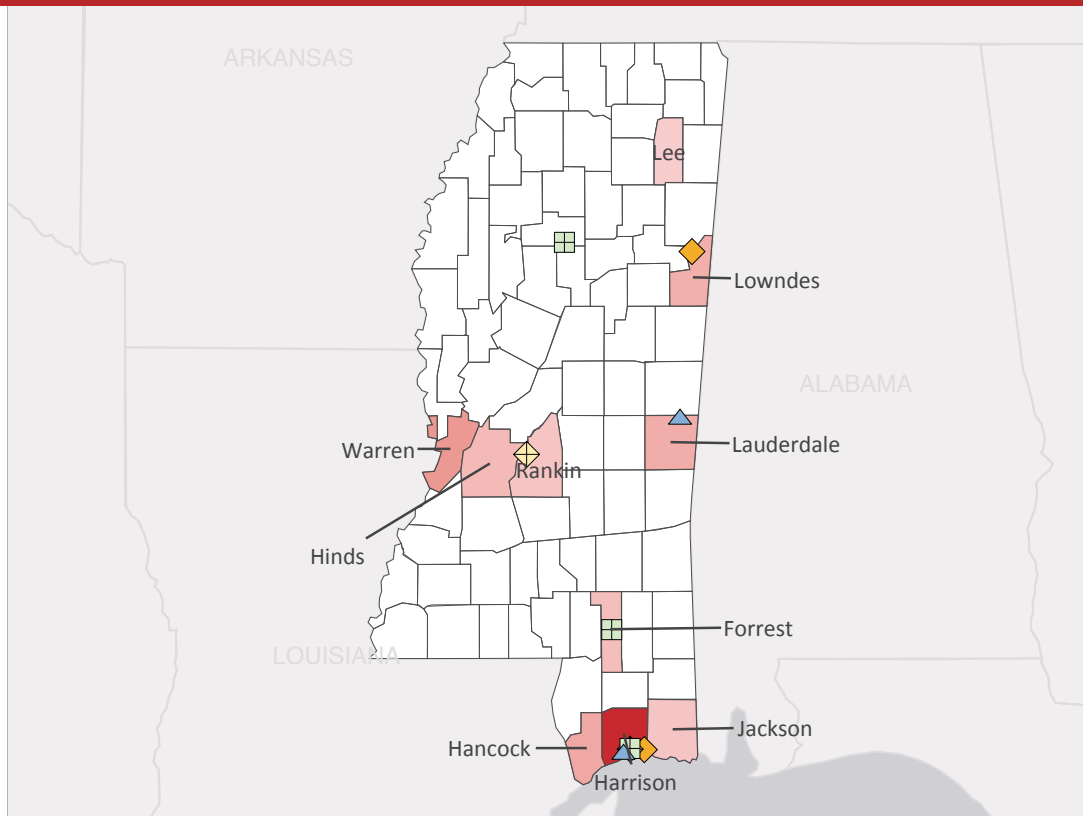 ARKANSAS
Lee
Lowndes
ALABAMA
Warren
Lauderdale
Rankin
Hinds
Forrest
LOUISIANA
Jackson
Hancock
Harrison